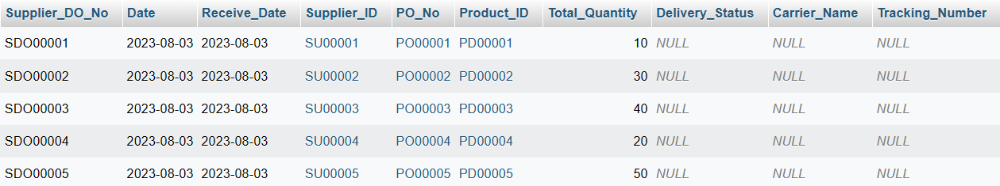 Supplier_DO_No Date Receive_Date Supplier_ID PO_No Product_ID Total_Quantity Delivery_Status Carrier_Name Tracking_Number
SDO00001 2023-08-03 2023-08-03 SU00001 PO00001 PD00001 10 NULL NULL NULL
SDO00002 2023-08-03 2023-08-03 SU00002 PO00002 PD00002 30 NULL NULL NULL
SDO00003 2023-08-03 2023-08-03 SU00003 PO00003 PD00003 40 NULL NULL NULL
SDO00004 2023-08-03 2023-08-03 SU00004 PO00004 PD00004 20 NULL NULL NULL
SDO00005 2023-08-03 2023-08-03 SU00005 PO00005 PD00005 50 NULL NULL NULL